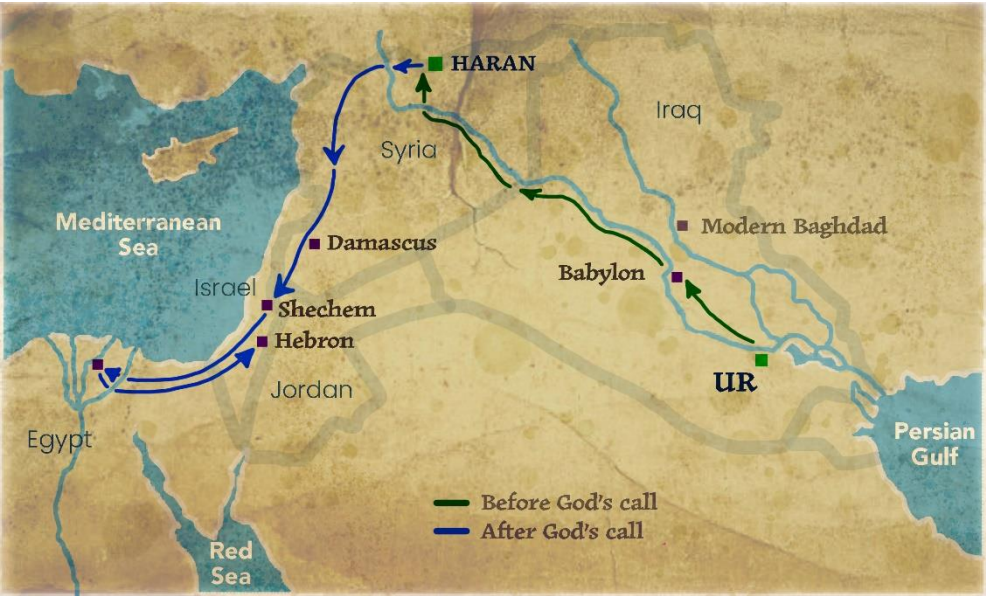 HARAN
Iraq
Syria
Mediterranean
Sea
Modern Baghdad
Damascus
Babylon
Israel
Shechem
Hebron
UR
Jordan
Egypt
Persian
Gulf
Before God's call
After God's call
Red
Sea